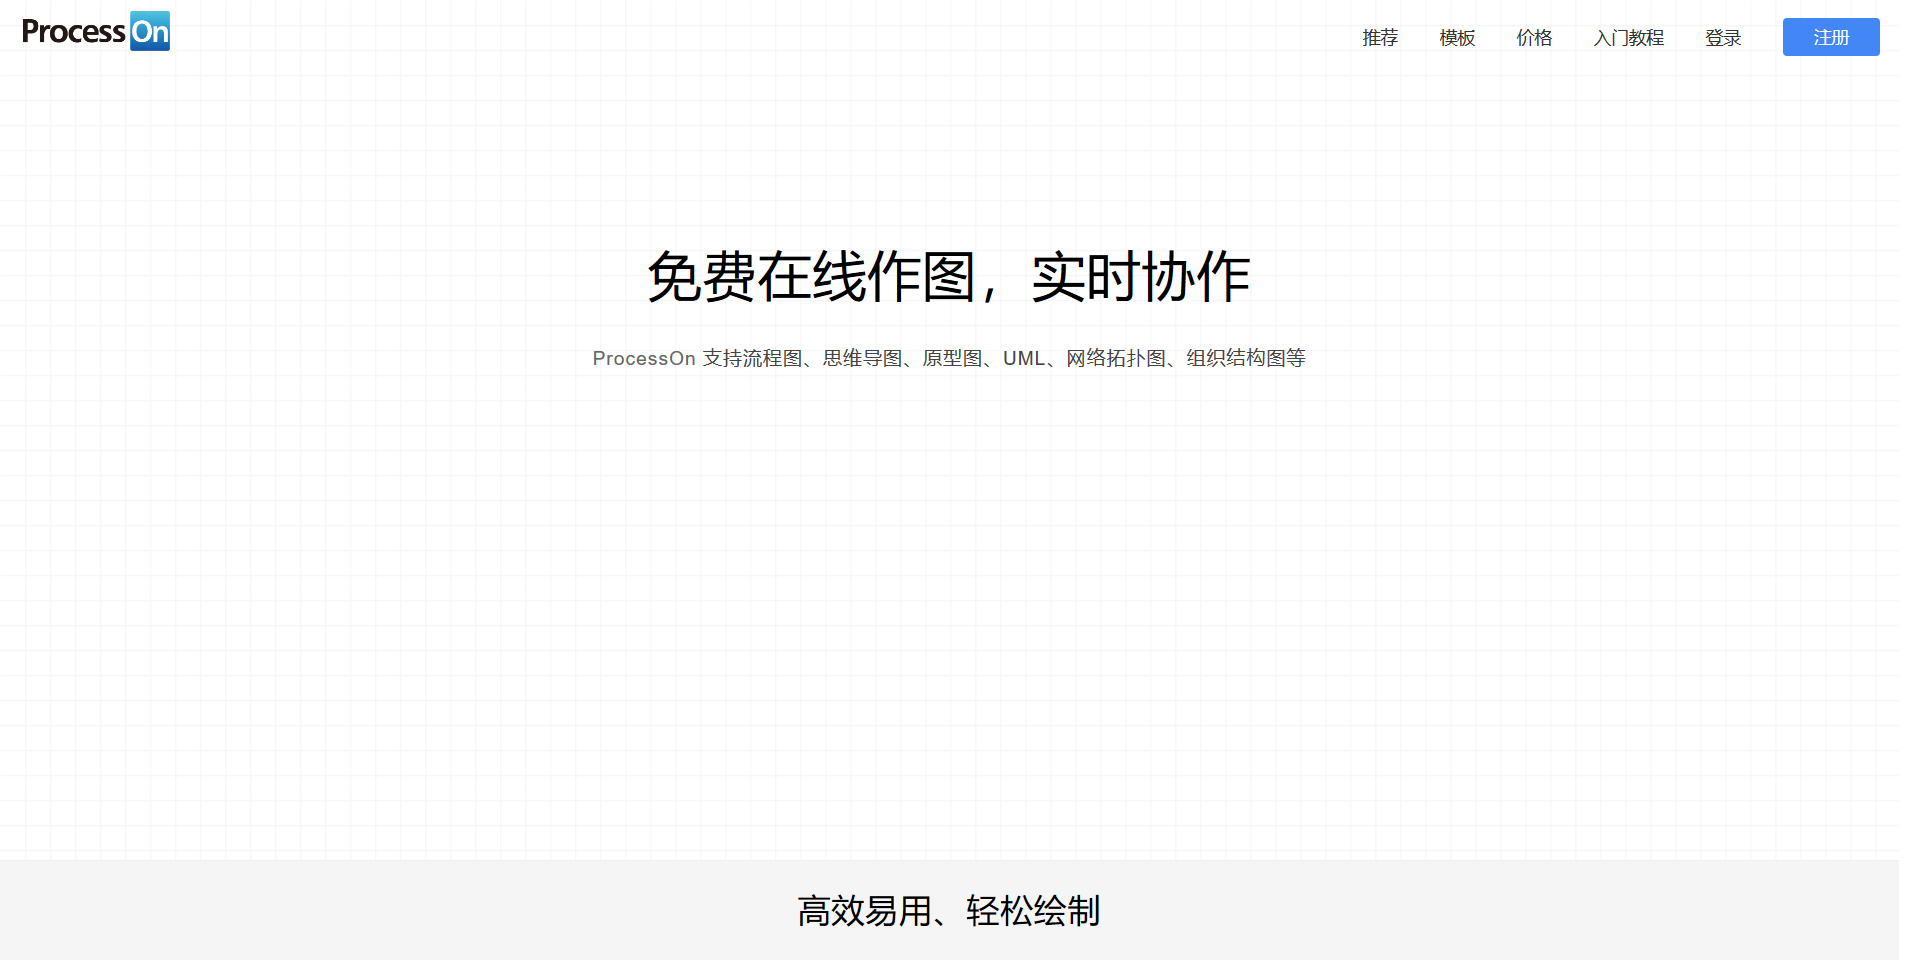 ProcessOn
推荐 模板 价格 入门教程 登录 注册
免费在线作图，实时协作
ProcessOn 支持流程图、思维导图、原型图、UML、网络拓扑图、组织结构图等
高效易用、轻松绘制